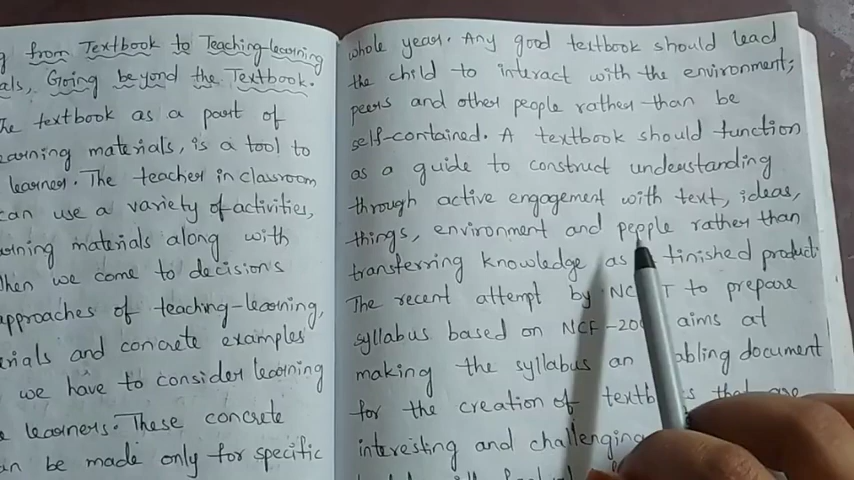 from Textbook to Teaching-learning
als, Going beyond the Textbook.
textbook as a part of
learning materials, is a tool to
learner. The teacher in classroom
can use a variety of activities,
materials along with
we come to decisions
approaches of teaching-learning,
and concrete examples
we have to consider learning
learners. These concrete
be made only for specific
whole year. Any good textbook should lead
the child to interact with the environment;
peers and other people rather than be
self-contained. A textbook should function
as a guide to construct understanding
through active engagement with text, ideas,
things, environment and people rather than
transferring knowledge as finished product.
The recent attempt by to prepare
syllabus based on aims at
making the syllabus an document
for the creation of that are
interesting and challenging